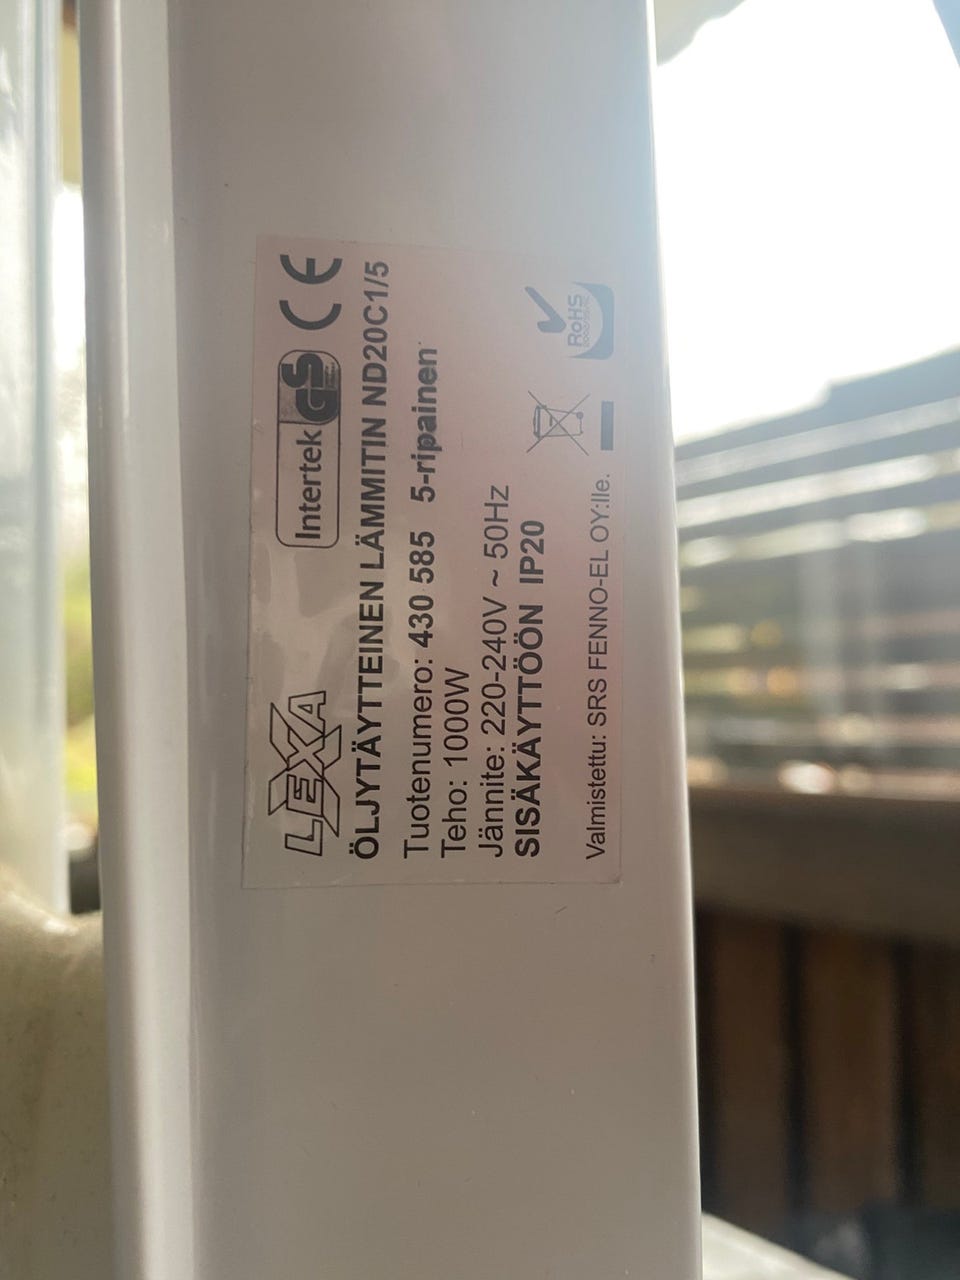 LEXA Intertek GS CE
ÖLJYTÄYTTEINEN LÄMMITIN ND20C1/5
Tuotenumero: 430 585 5-ripainen
Teho: 1000W
Jännite: 220-240V ~ 50Hz
SISÄKÄYTTÖÖN IP20
RoHS
Valmistettu: SRS FENNO-EL OY:lle.